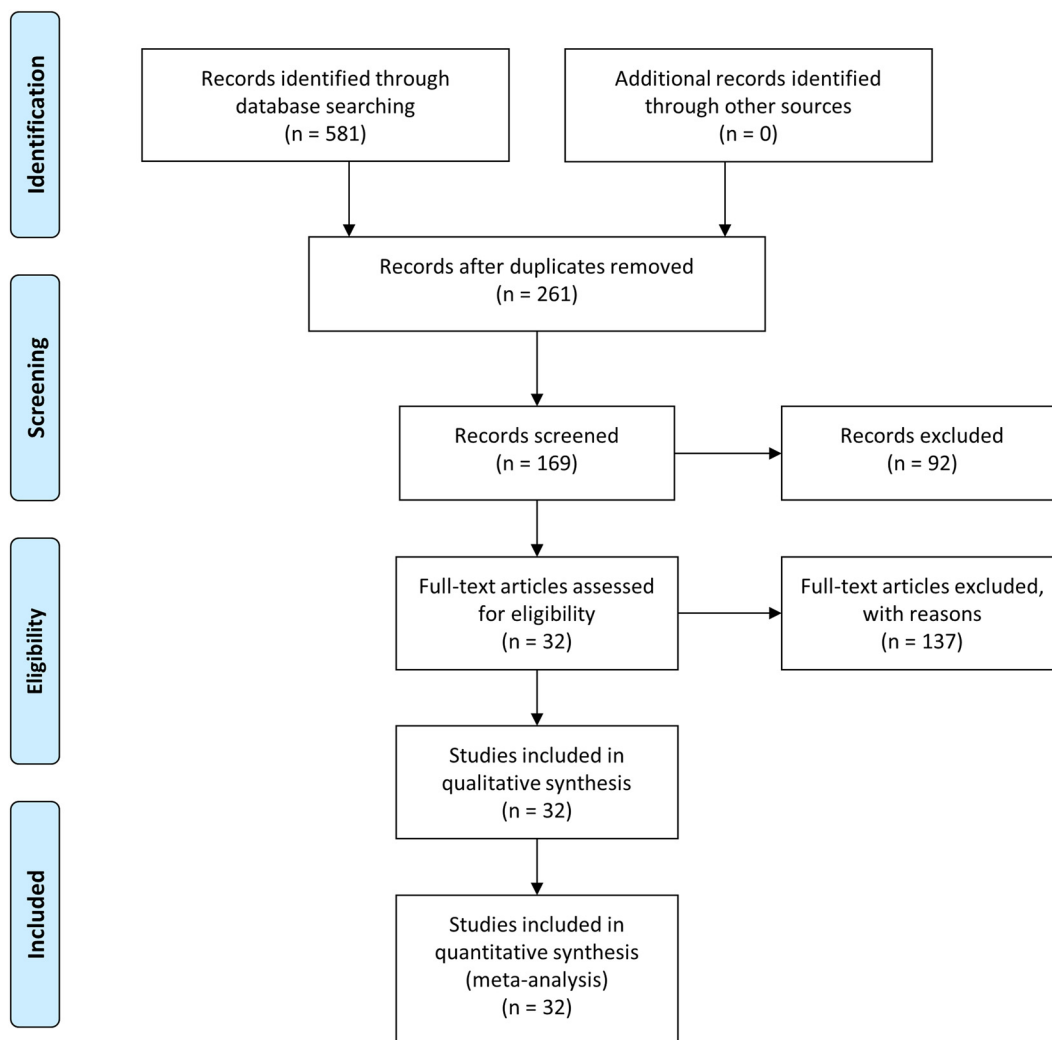 Identification
Records identified through
database searching
(n = 581)
Additional records identified
through other sources
(n = 0)
Records after duplicates removed
(n = 261)
Screening
Records screened
(n = 169)
Records excluded
(n = 92)
Eligibility
Full-text articles assessed
for eligibility
(n = 32)
Full-text articles excluded,
with reasons
(n = 137)
Studies included in
qualitative synthesis
(n = 32)
Included
Studies included in
quantitative synthesis
(meta-analysis)
(n = 32)